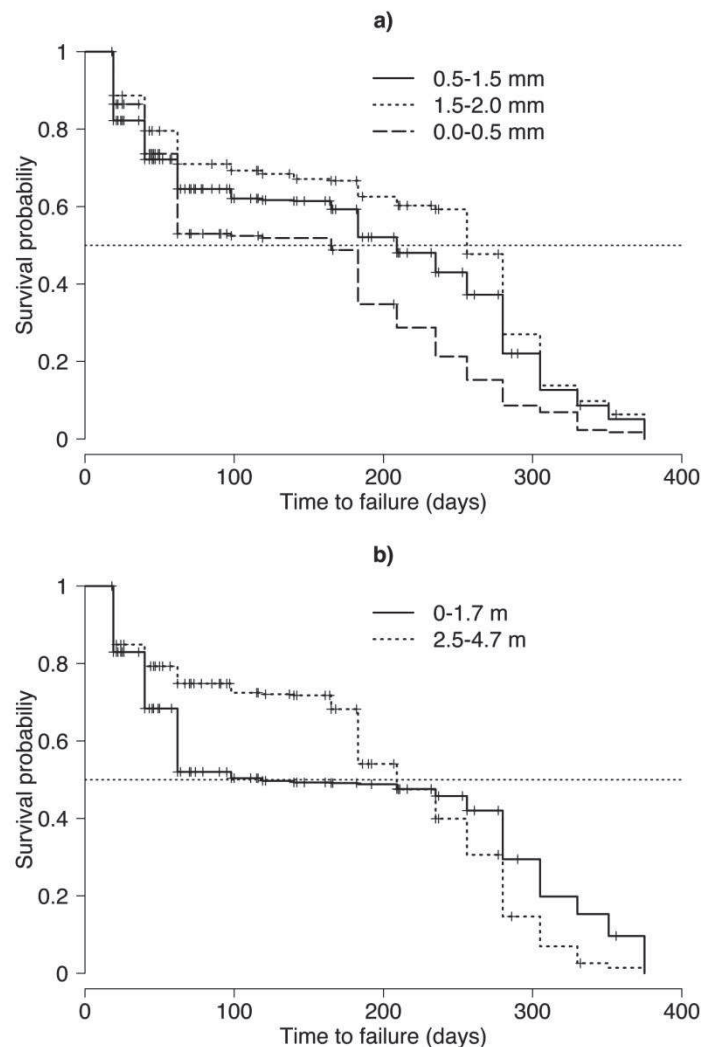 a)
1
0.8
0.6
0.4
0.2
0
Survival probabiliy
0.5-1.5 mm
1.5-2.0 mm
0.0-0.5 mm
0 100 200 300 400
Time to failure (days)
b)
1
0.8
0.6
0.4
0.2
0
Survival probabiliy
0-1.7 m
2.5-4.7 m
0 100 200 300 400
Time to failure (days)